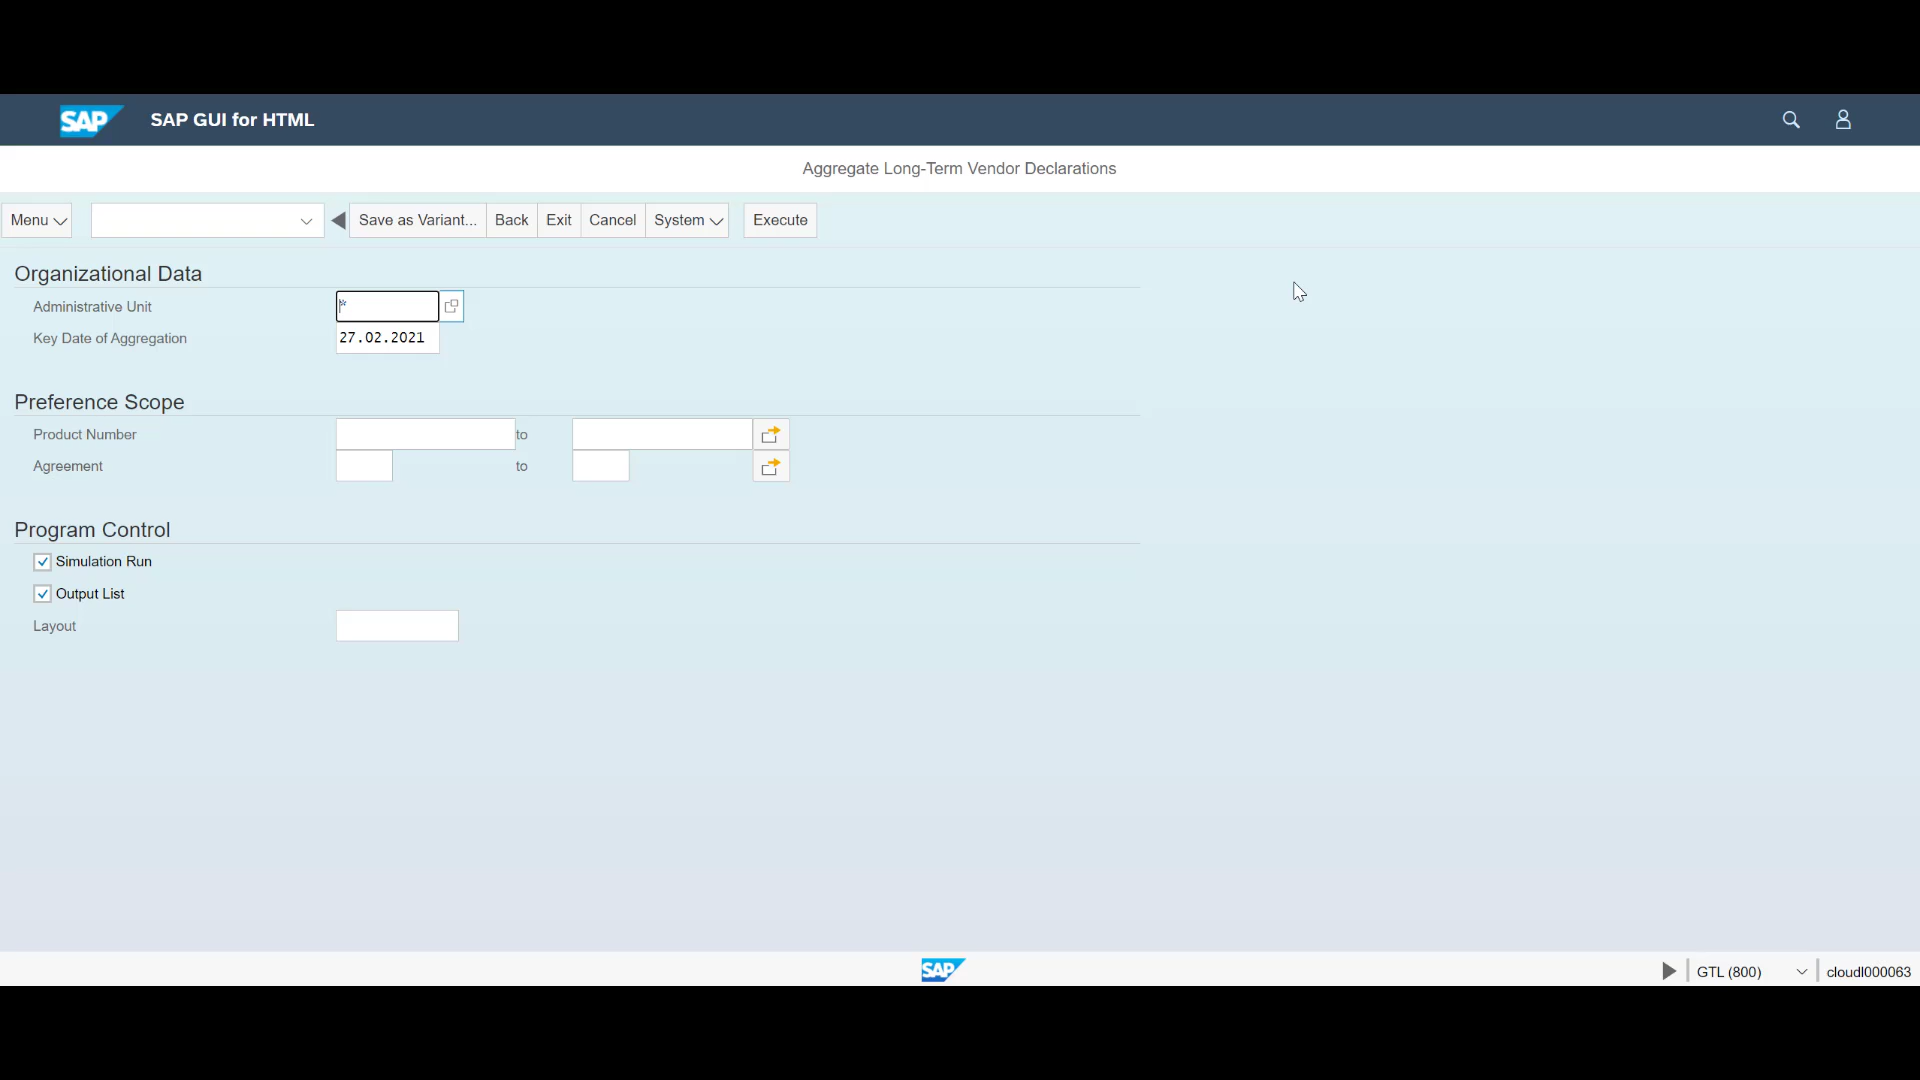 SAP SAP GUI for HTML
Aggregate Long-Term Vendor Declarations
Menu Save as Variant... Back Exit Cancel System Execute
Organizational Data
Administrative Unit *
Key Date of Aggregation 27.02.2021
Preference Scope
Product Number to
Agreement to
Program Control
Simulation Run
Output List
Layout
SAP GTL (800) cloudl000063